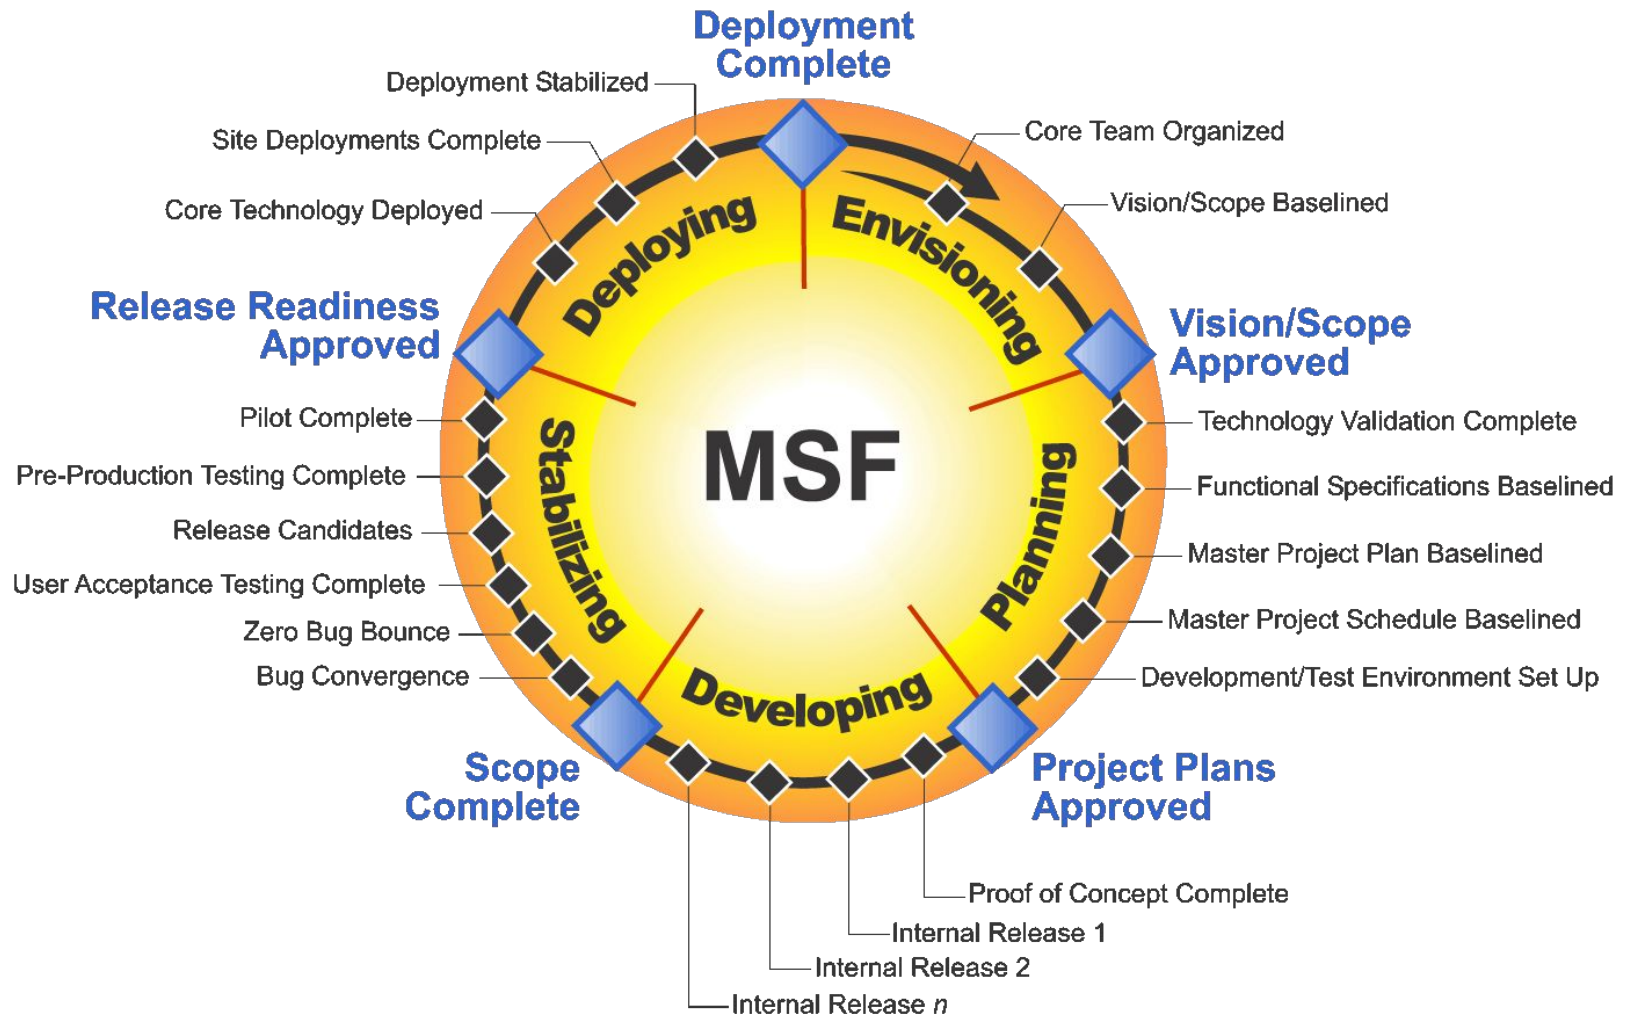 Deployment
Complete
Deployment Stabilized
Site Deployments Complete
Core Technology Deployed
Release Readiness
Approved
Pilot Complete
Pre-Production Testing Complete
Release Candidates
User Acceptance Testing Complete
Zero Bug Bounce
Bug Convergence
Scope
Complete
Core Team Organized
Vision/Scope Baselined
Vision/Scope
Approved
Technology Validation Complete
Functional Specifications Baselined
Master Project Plan Baselined
Master Project Schedule Baselined
Development/Test Environment Set Up
Project Plans
Approved
Proof of Concept Complete
Internal Release 1
Internal Release 2
Internal Release n
Deploying
Envisioning
Stabilizing
Planning
Developing
MSF